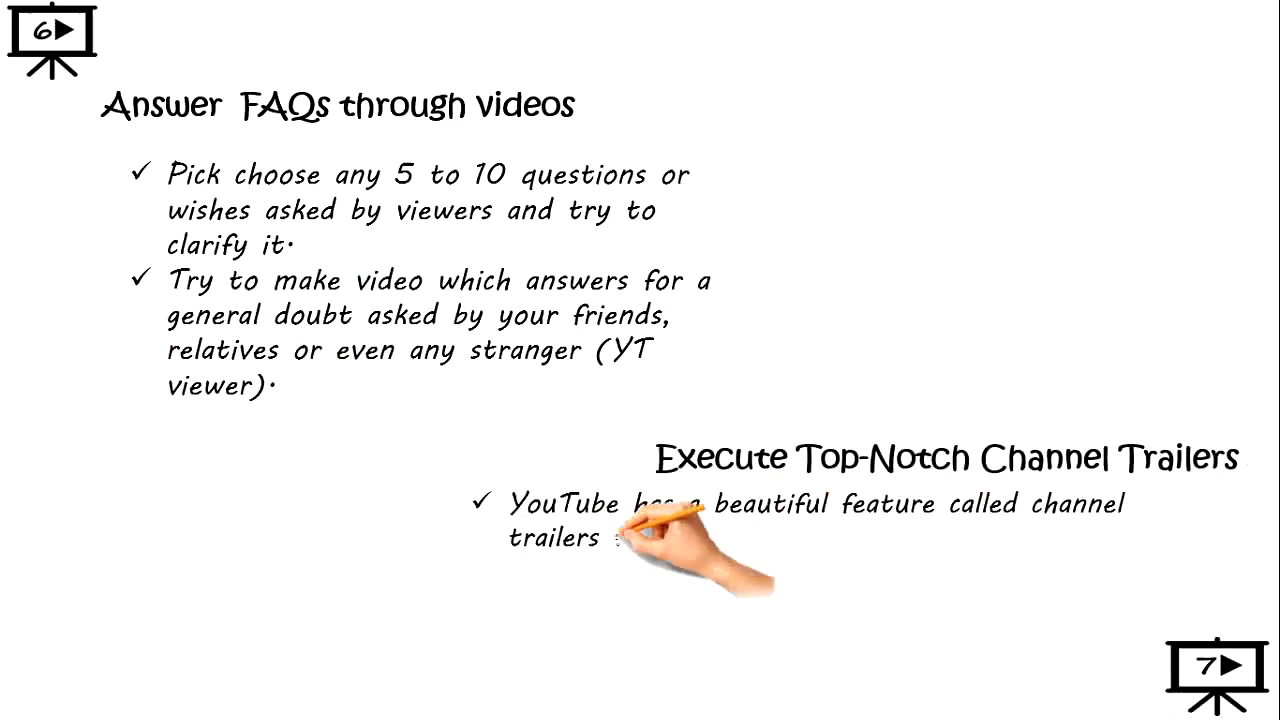 6
Answer FAQs through videos
✓ Pick choose any 5 to 10 questions or
wishes asked by viewers and try to
clarify it.
✓ Try to make video which answers for a
general doubt asked by your friends,
relatives or even any stranger (YT
viewer).
Execute Top-Notch Channel Trailers
✓ YouTube has a beautiful feature called channel
trailers
7